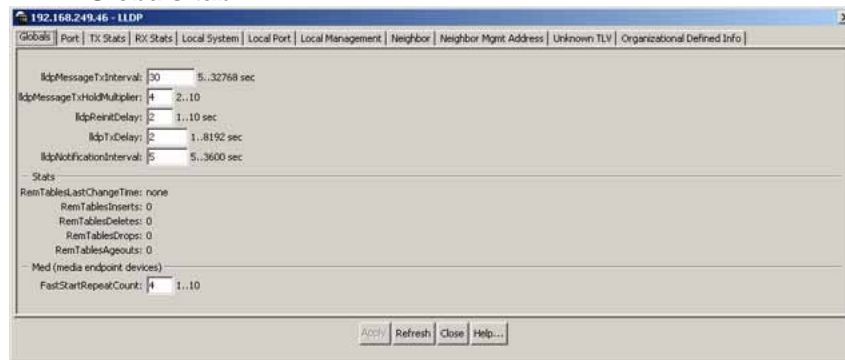 192.168.249.46 - LLDP
Globals Port TX Stats RX Stats Local System Local Port Local Management Neighbor Neighbor Mgmt Address Unknown TLV Organizational Defined Info
lldpMessageTxInterval: 30 5..32768 sec
lldpMessageTxHoldMultiplier: 4 2..10
lldpReinitDelay: 2 1..10 sec
lldpTxDelay: 2 1..8192 sec
lldpNotificationInterval: 5 5..3600 sec
Stats
RemTablesLastChangeTime: none
RemTablesInserts: 0
RemTablesDeletes: 0
RemTablesDrops: 0
RemTablesAgeouts: 0
Med (media endpoint devices)
FastStartRepeatCount: 4 1..10
Apply Refresh Close Help...